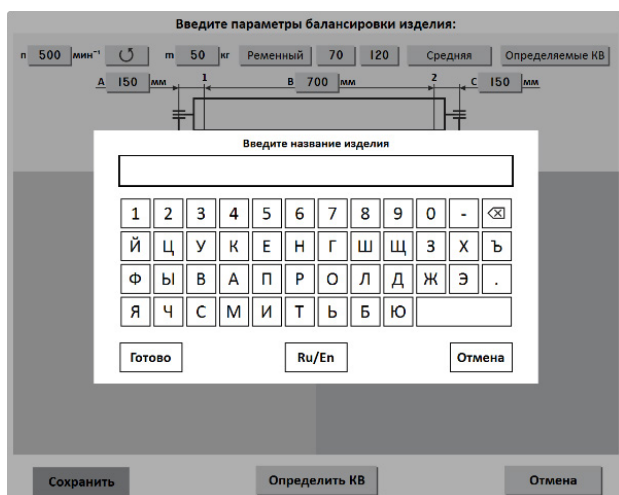 Введите параметры балансировки изделия:
n 500 мин⁻¹ m 50 кг Ременный 70 120 Средняя Определяемые КВ
A 150 мм 1 B 700 мм 2 C 150 мм
Введите название изделия
1 2 3 4 5 6 7 8 9 0 -
Й Ц У К Е Н Г Ш Щ З Х Ъ
Ф Ы В А П Р О Л Д Ж Э .
Я Ч С М И Т Ь Б Ю
Готово Ru/En Отмена
Сохранить Определить КВ Отмена